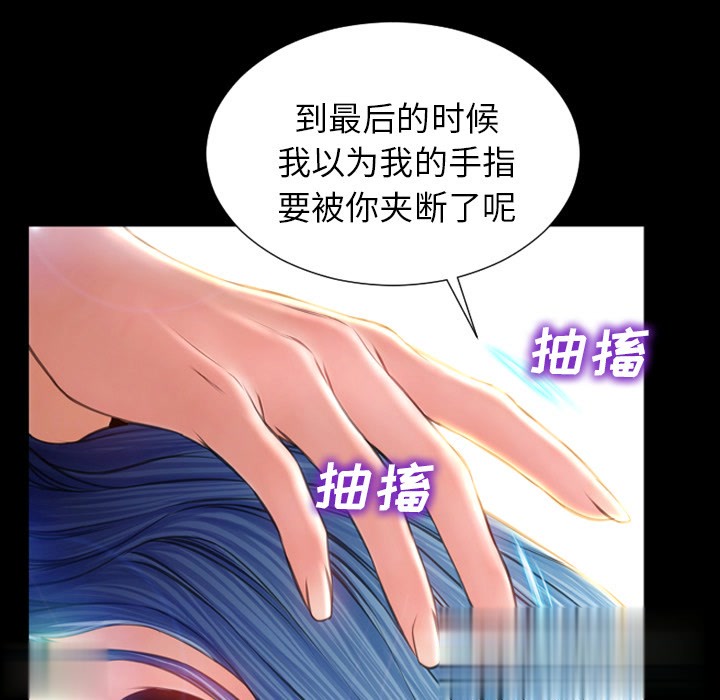 到最后的时候
我以为我的手指
要被你夹断了呢
抽搐
抽搐